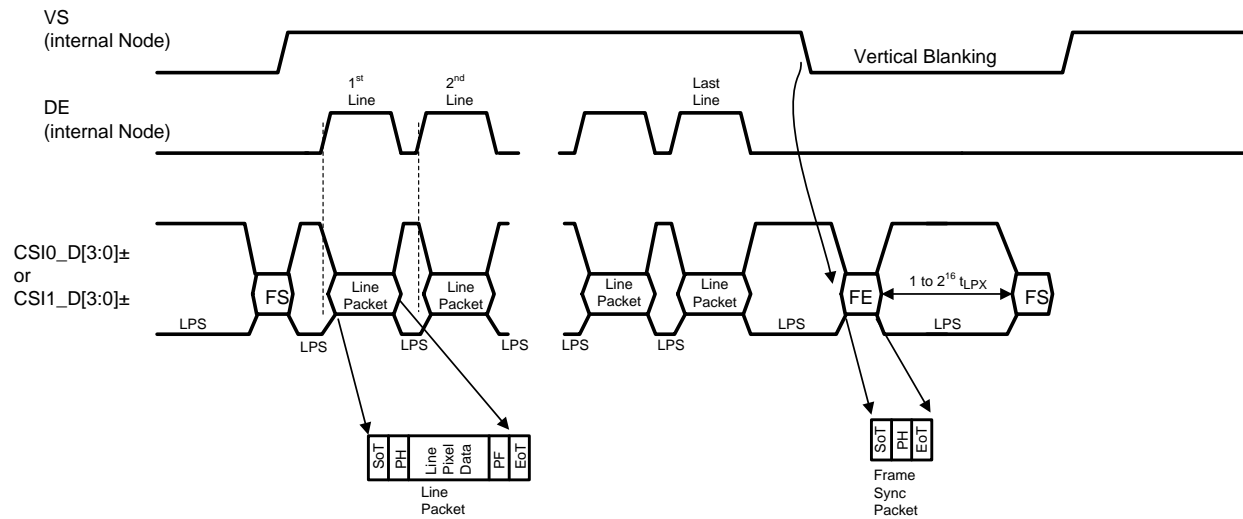 VS
(internal Node)
Vertical Blanking
1st
Line
2nd
Line
Last
Line
DE
(internal Node)
CSI0_D[3:0]±
or
CSI1_D[3:0]±
FS
Line
Packet
Line
Packet
Line
Packet
Line
Packet
FE
1 to 2^16 tLPX
FS
LPS
LPS
LPS
LPS
LPS
LPS
LPS
LPS
SoT
PH
Line
Pixel
Data
PF
EoT
Line
Packet
SoT
PH
EoT
Frame
Sync
Packet